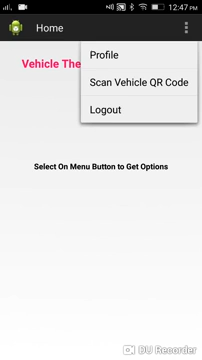 12:47 PM
Home
Profile
Vehicle The
Scan Vehicle QR Code
Logout
Select On Menu Button to Get Options
DU Recorder